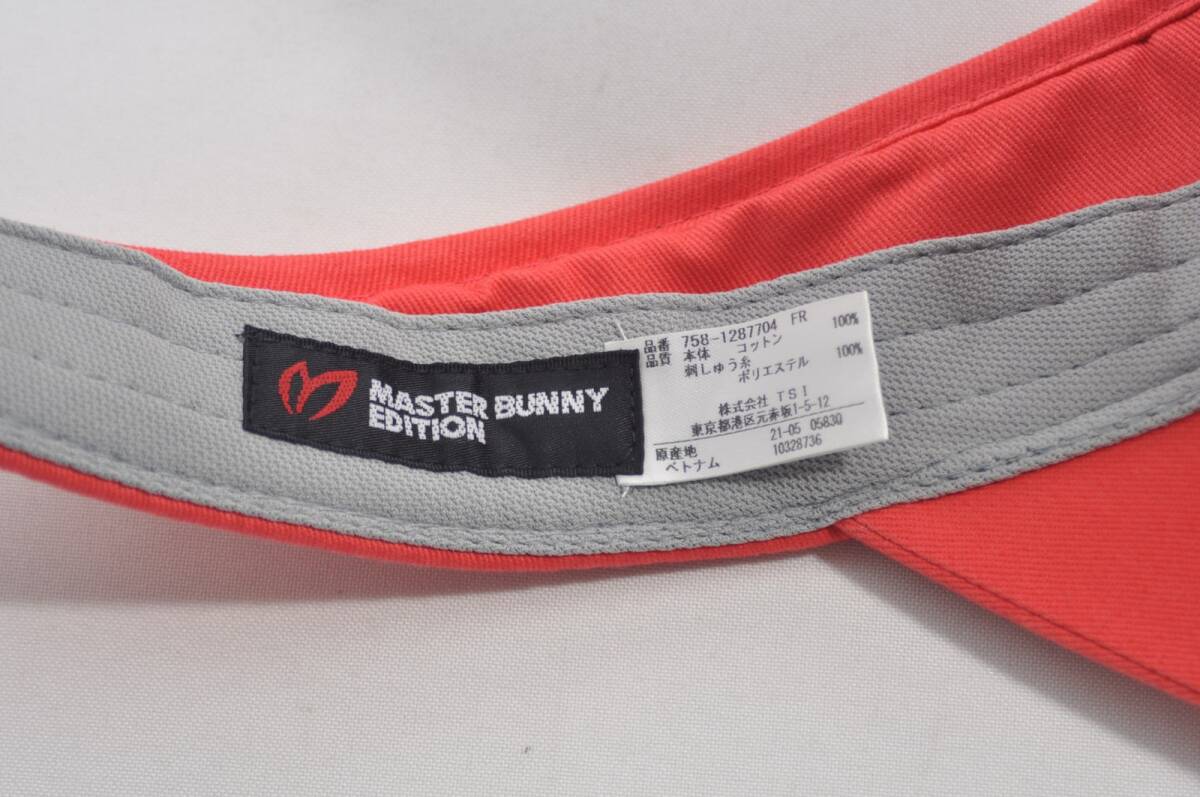 MASTER BUNNY
EDITION
品番 758-1287704 FR
品質 本体 コットン 100%
刺しゅう糸
ポリエステル 100%
株式会社 TSI
東京都港区元赤坂1-5-12
21-05 05830
原産地 10328736
ベトナム